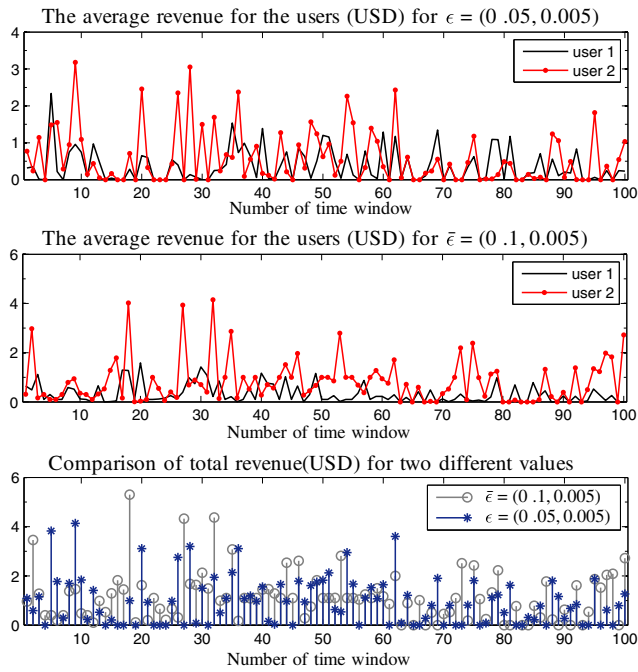 The average revenue for the users (USD) for ϵ = (0 .05, 0.005)
4
3
2
1
0
user 1
user 2
10 20 30 40 50 60 70 80 90 100
Number of time window
The average revenue for the users (USD) for ϵ̄ = (0 .1, 0.005)
6
4
2
0
user 1
user 2
10 20 30 40 50 60 70 80 90 100
Number of time window
Comparison of total revenue(USD) for two different values
6
4
2
0
ϵ̄ = (0 .1, 0.005)
ϵ = (0 .05, 0.005)
10 20 30 40 50 60 70 80 90 100
Number of time window